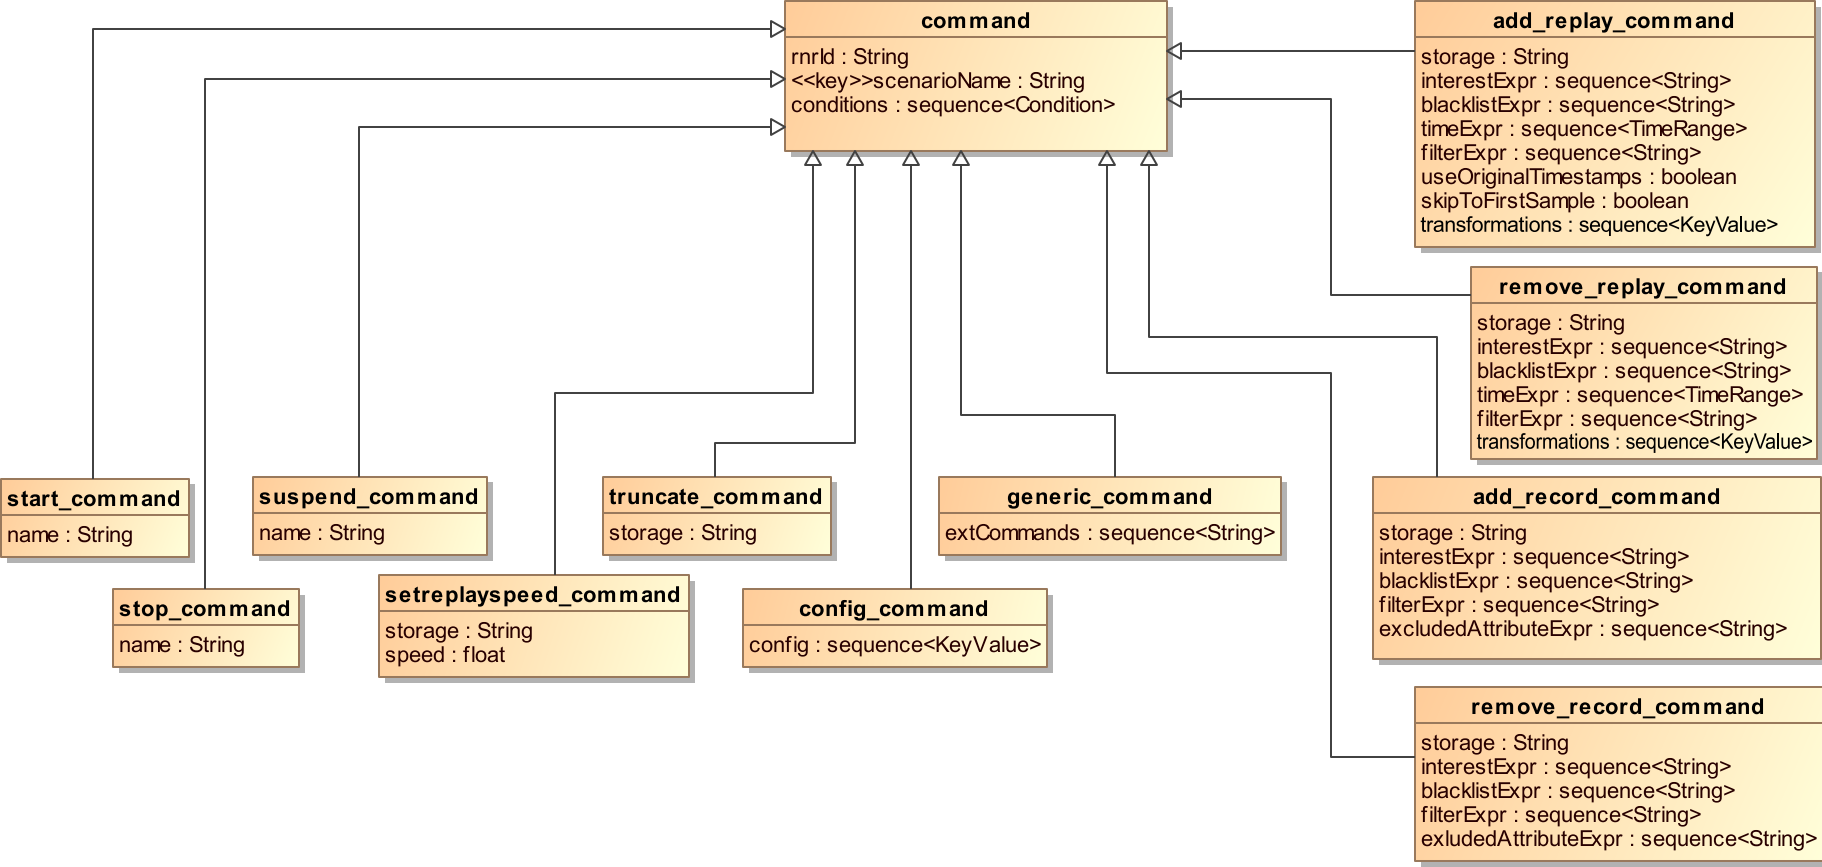 command
rnrId : String
<<key>>scenarioName : String
conditions : sequence<Condition>
add_replay_command
storage : String
interestExpr : sequence<String>
blacklistExpr : sequence<String>
timeExpr : sequence<TimeRange>
filterExpr : sequence<String>
useOriginalTimestamps : boolean
skipToFirstSample : boolean
transformations : sequence<KeyValue>
remove_replay_command
storage : String
interestExpr : sequence<String>
blacklistExpr : sequence<String>
timeExpr : sequence<TimeRange>
filterExpr : sequence<String>
transformations : sequence<KeyValue>
start_command
name : String
suspend_command
name : String
truncate_command
storage : String
generic_command
extCommands : sequence<String>
add_record_command
storage : String
interestExpr : sequence<String>
blacklistExpr : sequence<String>
filterExpr : sequence<String>
excludedAttributeExpr : sequence<String>
stop_command
name : String
setreplayspeed_command
storage : String
speed : float
config_command
config : sequence<KeyValue>
remove_record_command
storage : String
interestExpr : sequence<String>
blacklistExpr : sequence<String>
filterExpr : sequence<String>
exludedAttributeExpr : sequence<String>